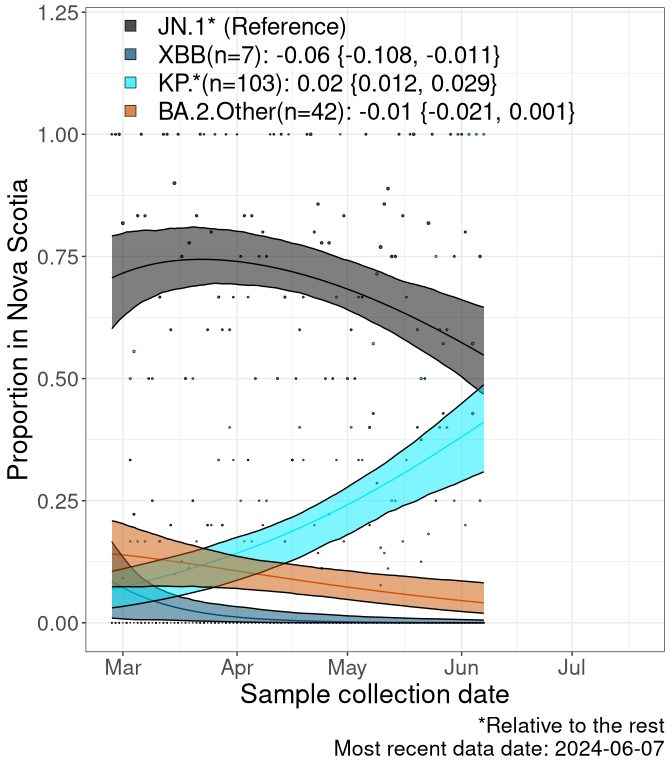 JN.1* (Reference)
XBB(n=7): -0.06 {-0.108, -0.011}
KP.*(n=103): 0.02 {0.012, 0.029}
BA.2.Other(n=42): -0.01 {-0.021, 0.001}
1.25
1.00
0.75
0.50
0.25
0.00
Proportion in Nova Scotia
Mar Apr May Jun Jul
Sample collection date
*Relative to the rest
Most recent data date: 2024-06-07